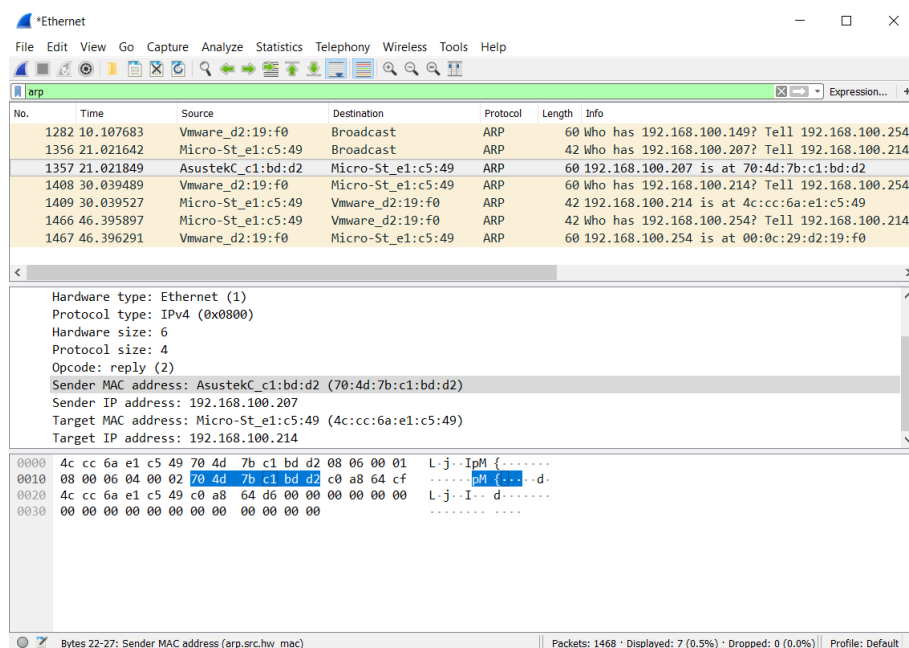 *Ethernet
File Edit View Go Capture Analyze Statistics Telephony Wireless Tools Help
arp Expression... +
No. Time Source Destination Protocol Length Info
1282 10.107683 Vmware_d2:19:f0 Broadcast ARP 60 Who has 192.168.100.149? Tell 192.168.100.254
1356 21.021642 Micro-St_e1:c5:49 Broadcast ARP 42 Who has 192.168.100.207? Tell 192.168.100.214
1357 21.021849 AsustekC_c1:bd:d2 Micro-St_e1:c5:49 ARP 60 192.168.100.207 is at 70:4d:7b:c1:bd:d2
1408 30.039489 Vmware_d2:19:f0 Micro-St_e1:c5:49 ARP 60 Who has 192.168.100.214? Tell 192.168.100.254
1409 30.039527 Micro-St_e1:c5:49 Vmware_d2:19:f0 ARP 42 192.168.100.214 is at 4c:cc:6a:e1:c5:49
1466 46.395897 Micro-St_e1:c5:49 Vmware_d2:19:f0 ARP 42 Who has 192.168.100.254? Tell 192.168.100.214
1467 46.396291 Vmware_d2:19:f0 Micro-St_e1:c5:49 ARP 60 192.168.100.254 is at 00:0c:29:d2:19:f0
Hardware type: Ethernet (1)
Protocol type: IPv4 (0x0800)
Hardware size: 6
Protocol size: 4
Opcode: reply (2)
Sender MAC address: AsustekC_c1:bd:d2 (70:4d:7b:c1:bd:d2)
Sender IP address: 192.168.100.207
Target MAC address: Micro-St_e1:c5:49 (4c:cc:6a:e1:c5:49)
Target IP address: 192.168.100.214
0000 4c cc 6a e1 c5 49 70 4d 7b c1 bd d2 08 06 00 01 L·j··IpM {·······
0010 08 00 06 04 00 02 70 4d 7b c1 bd d2 c0 a8 64 cf ······pM {·····d·
0020 4c cc 6a e1 c5 49 c0 a8 64 d6 00 00 00 00 00 00 L·j··I·· d·······
0030 00 00 00 00 00 00 00 00 00 00 00 00 ········ ····
Bytes 22-27: Sender MAC address (arp.src.hw_mac) Packets: 1468 · Displayed: 7 (0.5%) · Dropped: 0 (0.0%) Profile: Default